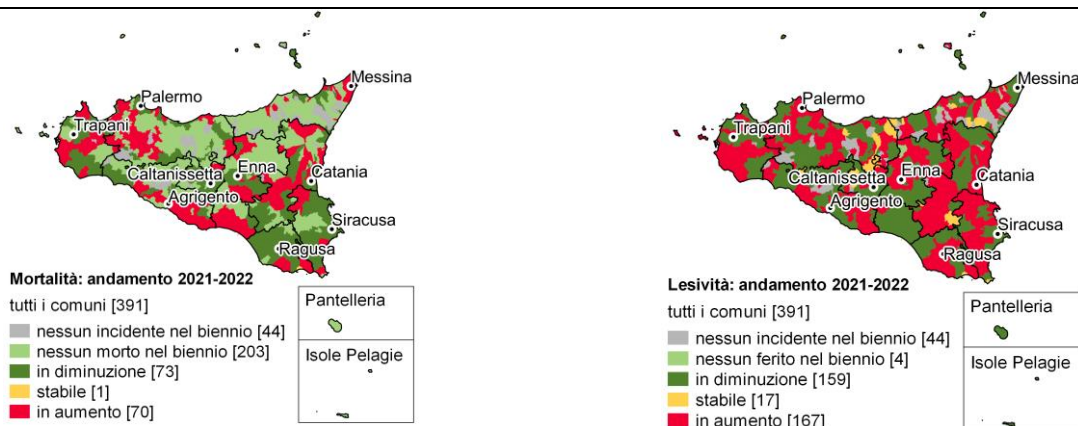 Messina
Palermo
Trapani
Enna
Caltanissetta
Catania
Agrigento
Siracusa
Ragusa
Mortalità: andamento 2021-2022
tutti i comuni [391]
nessun incidente nel biennio [44]
nessun morto nel biennio [203]
in diminuzione [73]
stabile [1]
in aumento [70]
Pantelleria
Isole Pelagie
Messina
Palermo
Trapani
Enna
Caltanissetta
Catania
Agrigento
Siracusa
Ragusa
Lesività: andamento 2021-2022
tutti i comuni [391]
nessun incidente nel biennio [44]
nessun ferito nel biennio [4]
in diminuzione [159]
stabile [17]
in aumento [167]
Pantelleria
Isole Pelagie